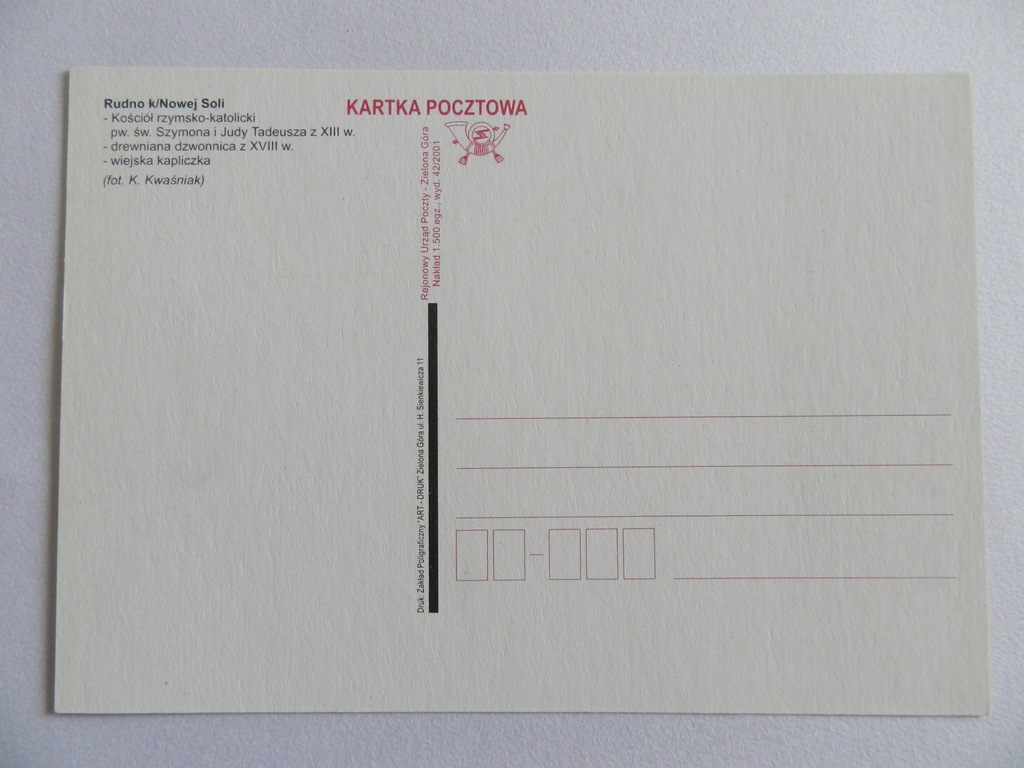 Rudno k/Nowej Soli
- Kościół rzymsko-katolicki
pw. św. Szymona i Judy Tadeusza z XIII w.
- drewniana dzwonnica z XVIII w.
- wiejska kapliczka
(fot. K. Kwaśniak)
KARTKA POCZTOWA
Rejonowy Urząd Poczty - Zielona Góra
Nakład 1.500 egz., wyd. 42/2001
Druk: Zakład Poligraficzny "ART - DRUK" Zielona Góra ul. H. Sienkiewicza 11